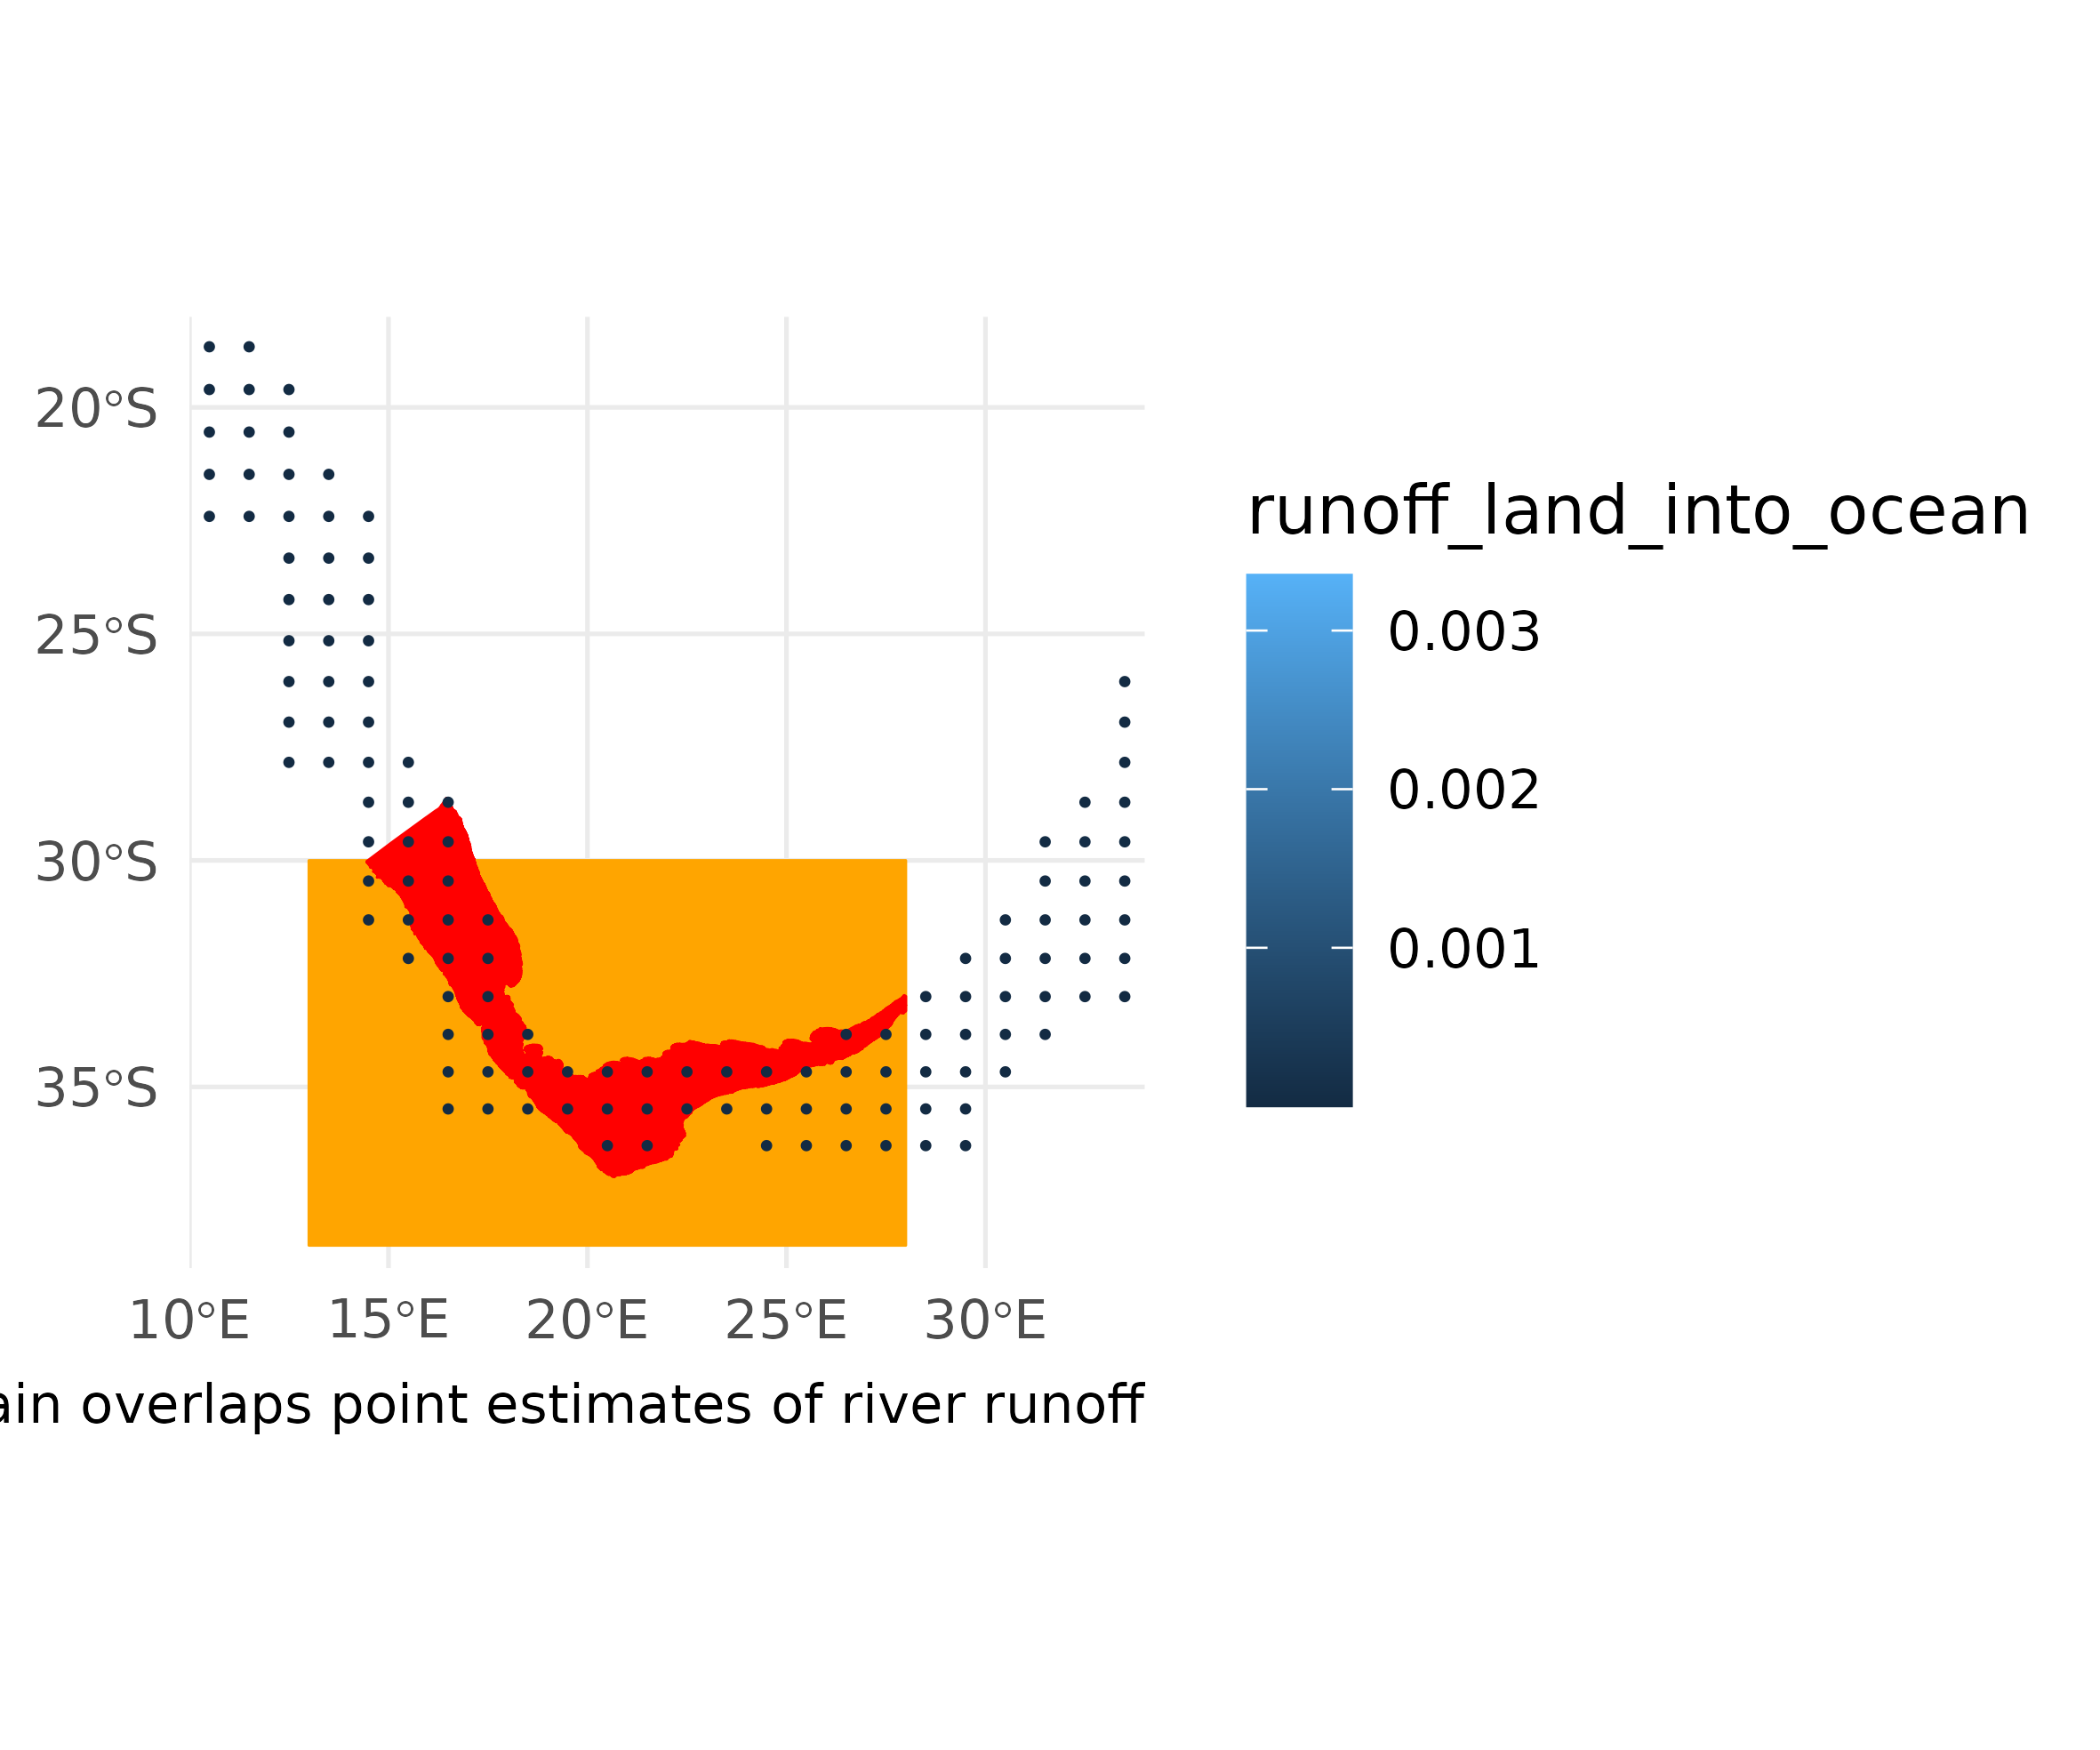 20°S
25°S
30°S
35°S
10°E 15°E 20°E 25°E 30°E
overlaps point estimates of river runoff
runoff_land_into_ocean
0.003
0.002
0.001